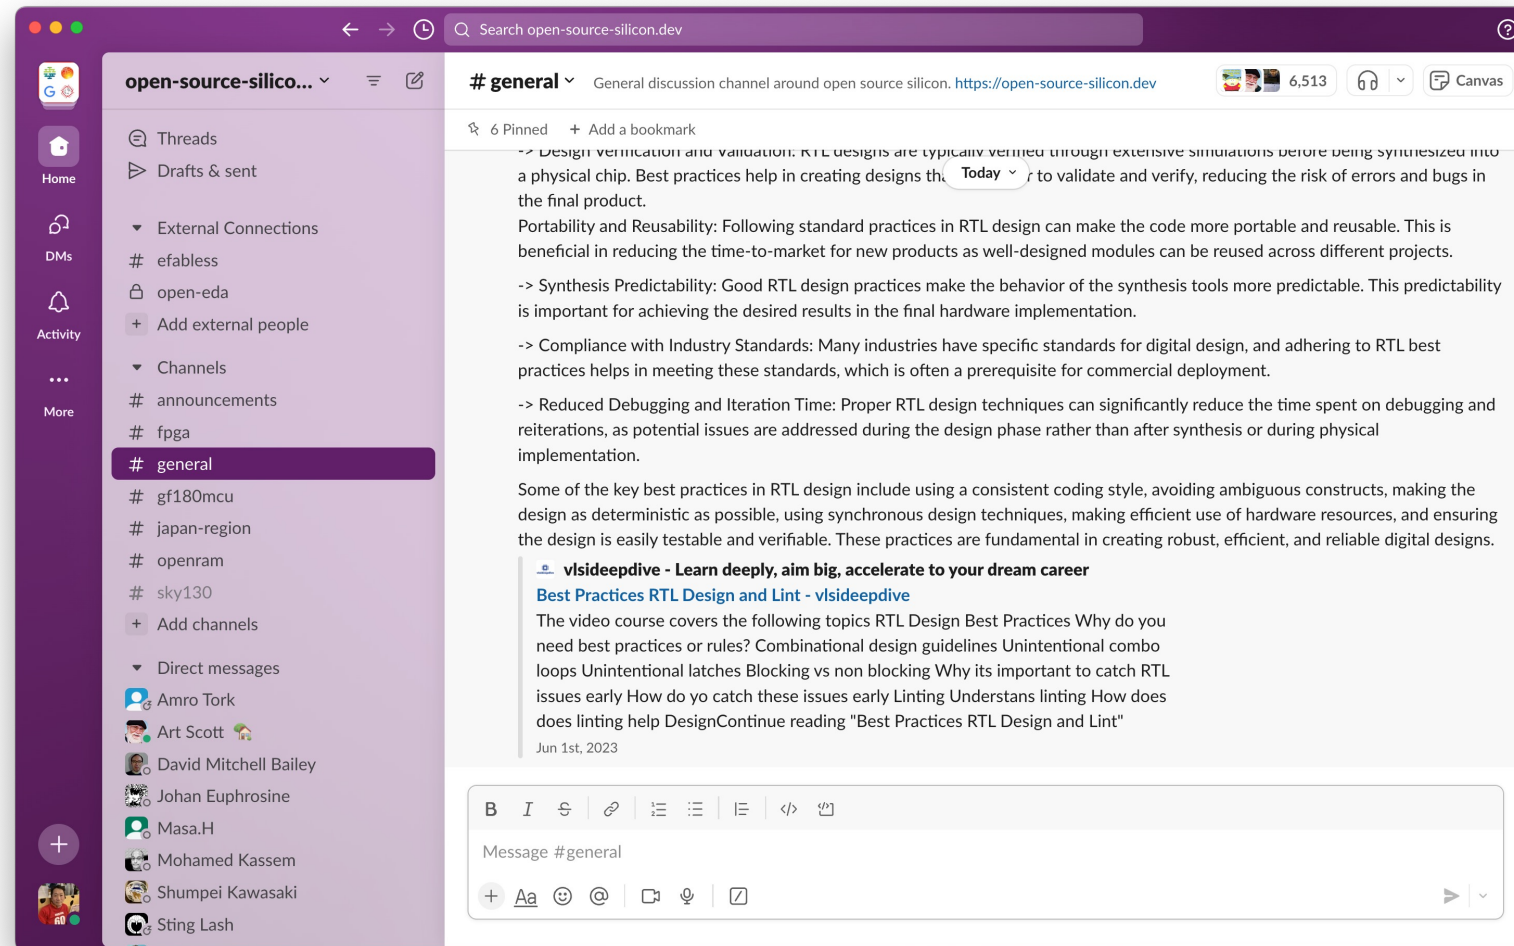 Search open-source-silicon.dev
Home
DMs
Activity
More
open-source-silico...
Threads
Drafts & sent
External Connections
# efabless
open-eda
+ Add external people
Channels
# announcements
# fpga
# general
# gf180mcu
# japan-region
# openram
# sky130
+ Add channels
Direct messages
Amro Tork
Art Scott
David Mitchell Bailey
Johan Euphrosine
Masa.H
Mohamed Kassem
Shumpei Kawasaki
Sting Lash
# general
General discussion channel around open source silicon. https://open-source-silicon.dev
6,513
Canvas
6 Pinned
+ Add a bookmark
Today
-> Design Verification and Validation: RTL designs are typically verified through extensive simulations before being synthesized into
a physical chip. Best practices help in creating designs to validate and verify, reducing the risk of errors and bugs in
the final product.
Portability and Reusability: Following standard practices in RTL design can make the code more portable and reusable. This is
beneficial in reducing the time-to-market for new products as well-designed modules can be reused across different projects.
-> Synthesis Predictability: Good RTL design practices make the behavior of the synthesis tools more predictable. This predictability
is important for achieving the desired results in the final hardware implementation.
-> Compliance with Industry Standards: Many industries have specific standards for digital design, and adhering to RTL best
practices helps in meeting these standards, which is often a prerequisite for commercial deployment.
-> Reduced Debugging and Iteration Time: Proper RTL design techniques can significantly reduce the time spent on debugging and
reiterations, as potential issues are addressed during the design phase rather than after synthesis or during physical
implementation.
Some of the key best practices in RTL design include using a consistent coding style, avoiding ambiguous constructs, making the
design as deterministic as possible, using synchronous design techniques, making efficient use of hardware resources, and ensuring
the design is easily testable and verifiable. These practices are fundamental in creating robust, efficient, and reliable digital designs.
vlsideepdive - Learn deeply, aim big, accelerate to your dream career
Best Practices RTL Design and Lint - vlsideepdive
The video course covers the following topics RTL Design Best Practices Why do you
need best practices or rules? Combinational design guidelines Unintentional combo
loops Unintentional latches Blocking vs non blocking Why its important to catch RTL
issues early How do yo catch these issues early Linting Understans linting How does
does linting help DesignContinue reading "Best Practices RTL Design and Lint"
Jun 1st, 2023
B I S
Message #general
+ Aa @